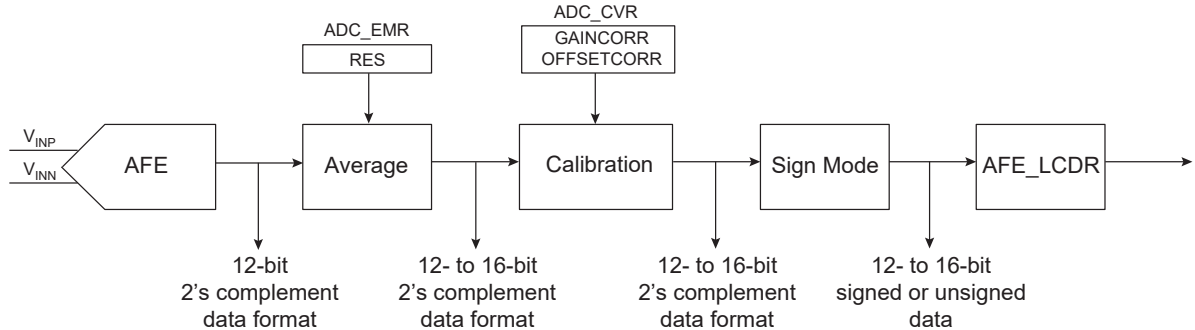 ADC_CVR
ADC_EMR
GAINCORR
OFFSETCORR
RES
VINP
VINN
AFE
Average
Calibration
Sign Mode
AFE_LCDR
12-bit
2's complement
data format
12- to 16-bit
2's complement
data format
12- to 16-bit
2's complement
data format
12- to 16-bit
signed or unsigned
data